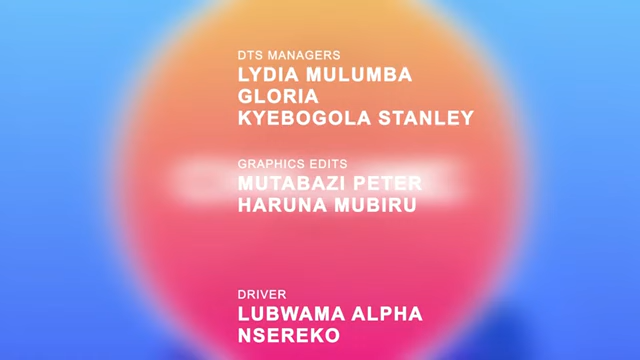 DTS MANAGERS
LYDIA MULUMBA
GLORIA
KYEBOGOLA STANLEY
GRAPHICS EDITS
MUTABAZI PETER
HARUNA MUBIRU
DRIVER
LUBWAMA ALPHA
NSEREKO